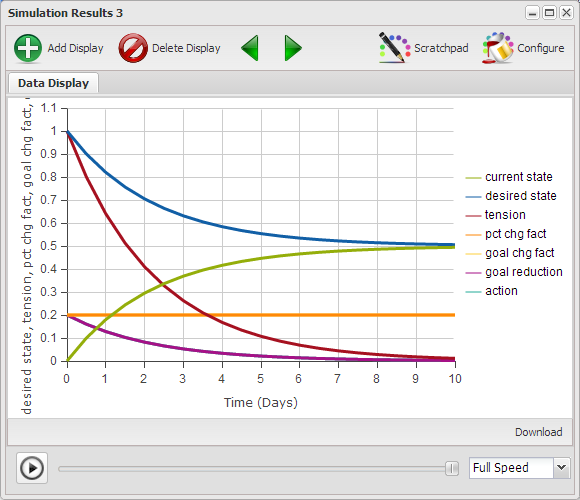 Simulation Results 3
Add Display
Delete Display
Scratchpad
Configure
Data Display
desired state, tension, pct chg fact, goal chg fact,
1.1
1
0.9
0.8
0.7
0.6
0.5
0.4
0.3
0.2
0.1
0
0 1 2 3 4 5 6 7 8 9 10
Time (Days)
current state
desired state
tension
pct chg fact
goal chg fact
goal reduction
action
Download
Full Speed